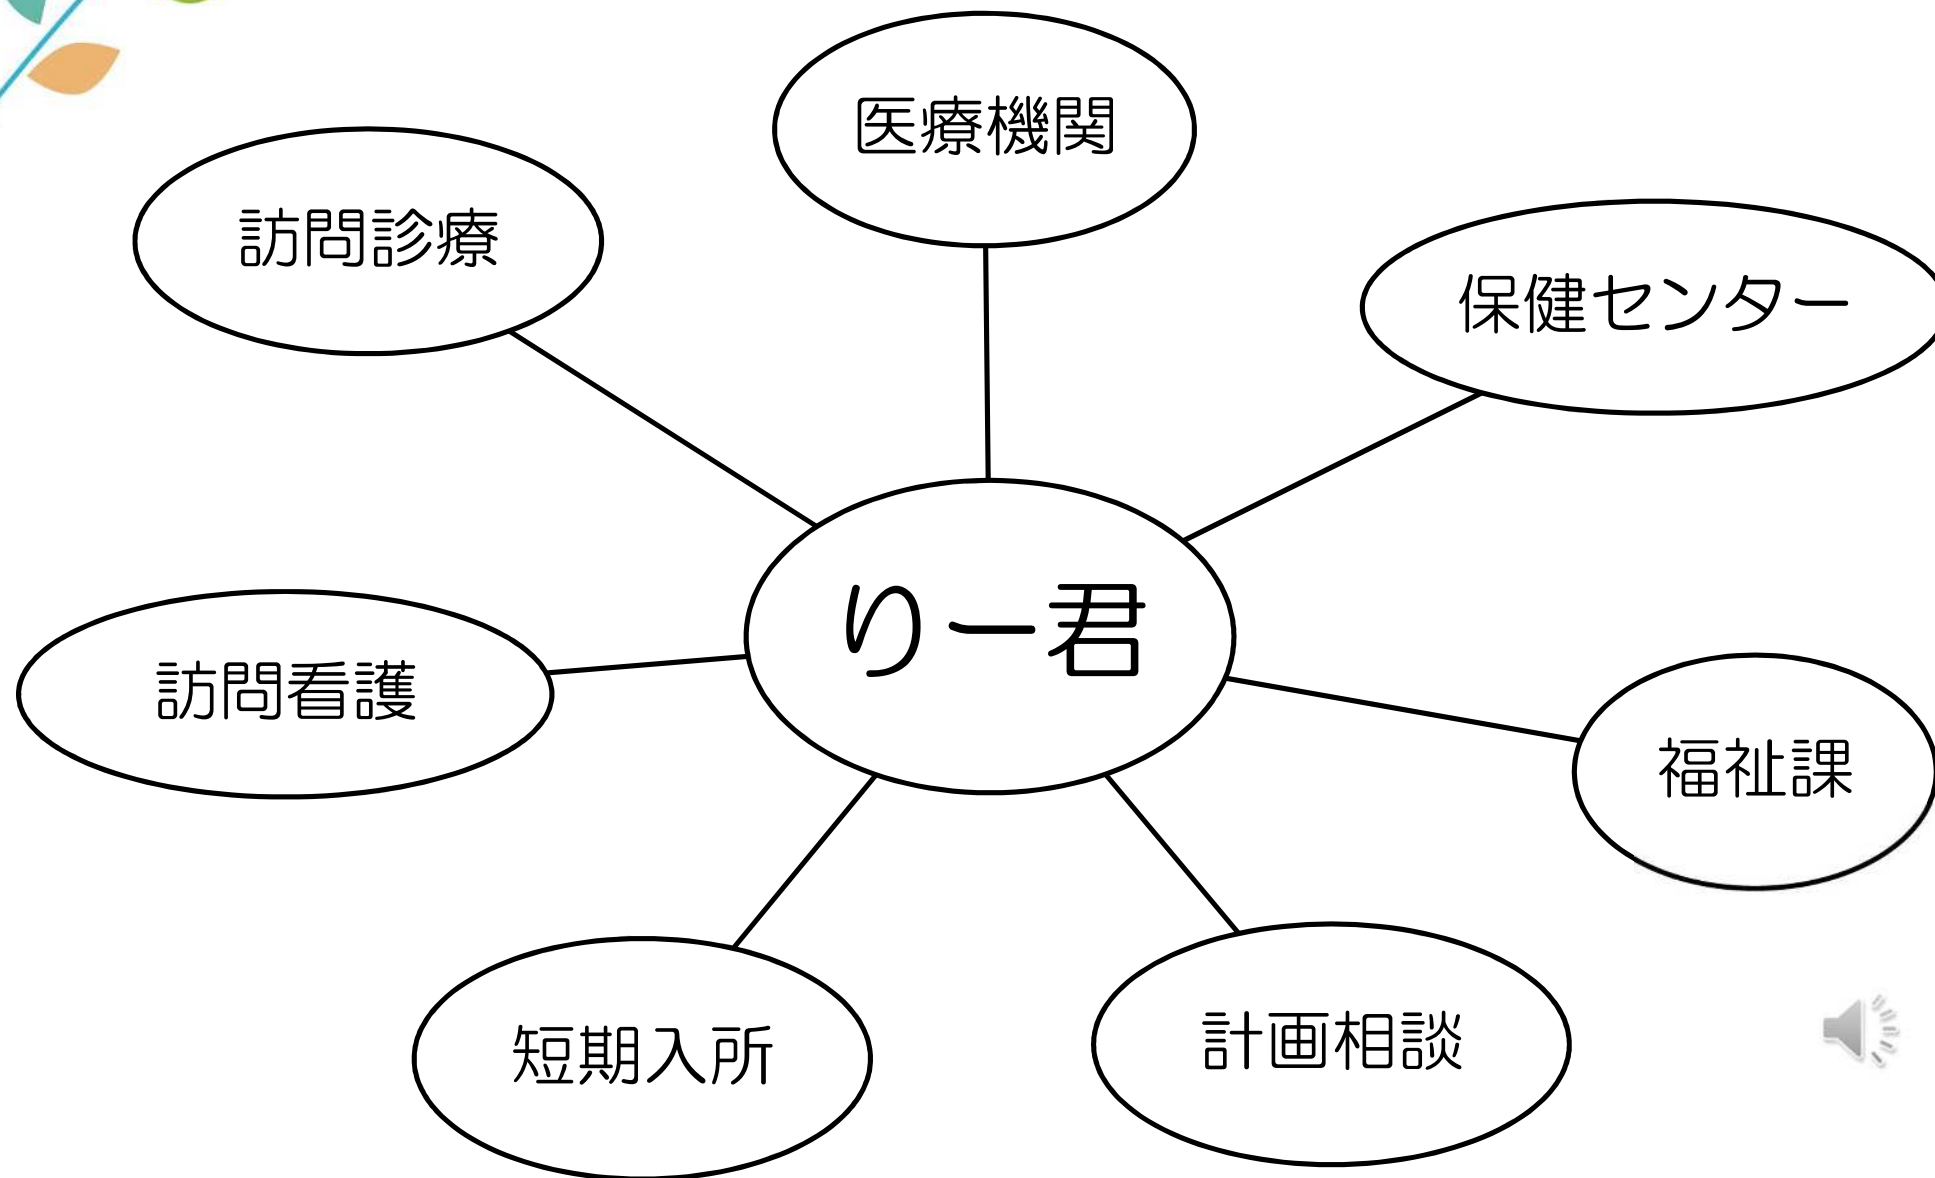 医療機関
訪問診療
保健センター
りー君
訪問看護
福祉課
短期入所
計画相談